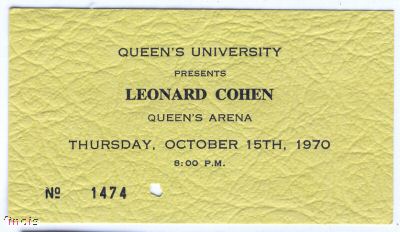 QUEEN'S UNIVERSITY
PRESENTS
LEONARD COHEN
QUEEN'S ARENA
THURSDAY, OCTOBER 15TH, 1970
8:00 P.M.
Nº 1474